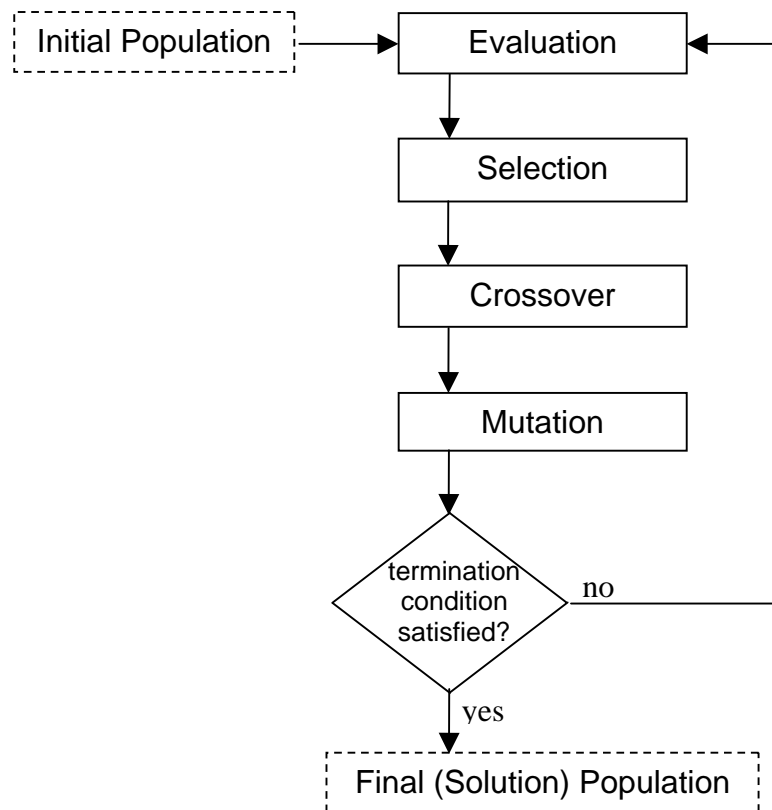 Initial Population
Evaluation
Selection
Crossover
Mutation
termination
condition
satisfied?
no
yes
Final (Solution) Population